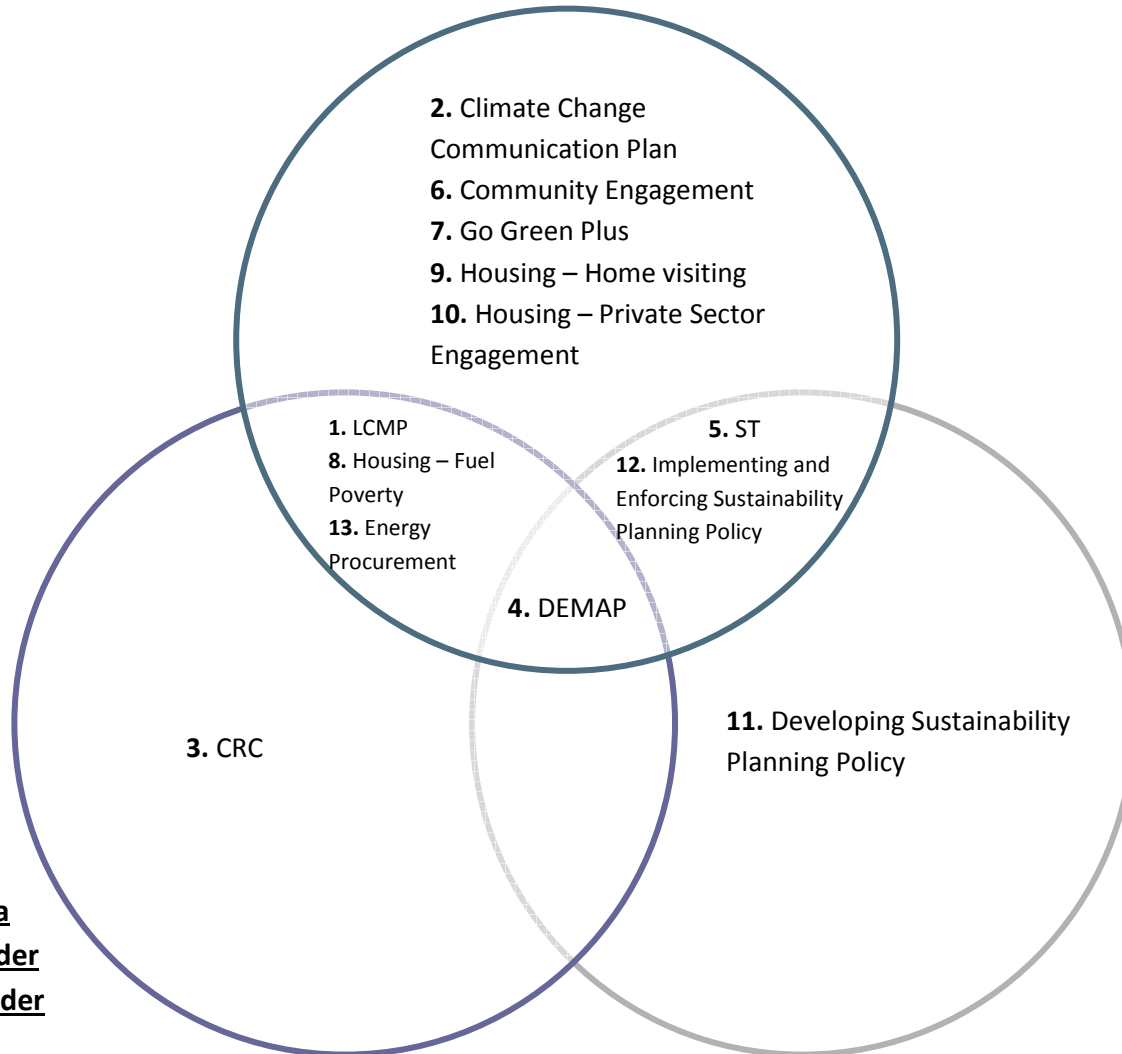 2. Climate Change
Communication Plan
6. Community Engagement
7. Go Green Plus
9. Housing – Home visiting
10. Housing – Private Sector
Engagement
1. LCMP
8. Housing – Fuel
Poverty
13. Energy
Procurement
5. ST
12. Implementing and
Enforcing Sustainability
Planning Policy
4. DEMAP
3. CRC
11. Developing Sustainability
Planning Policy
a
der
der